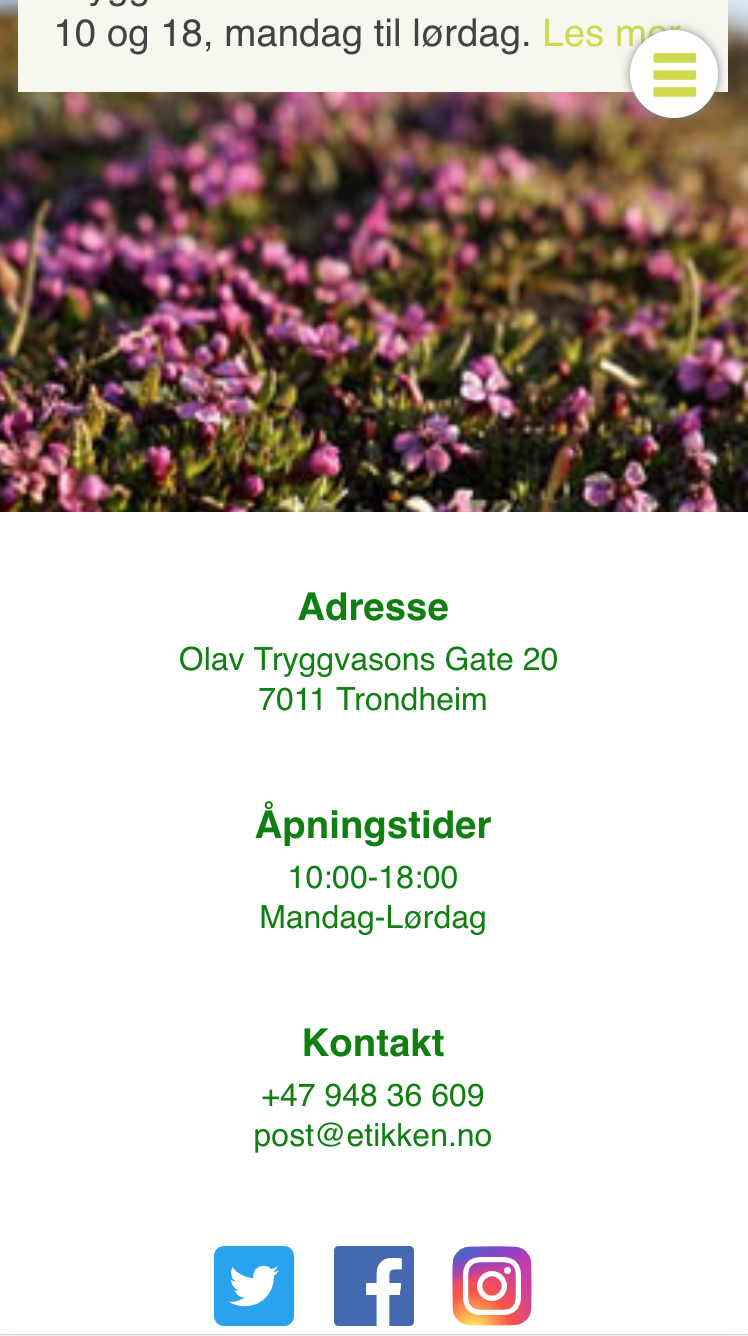 10 og 18, mandag til lørdag. Les mer
Adresse
Olav Tryggvasons Gate 20
7011 Trondheim
Åpningstider
10:00-18:00
Mandag-Lørdag
Kontakt
+47 948 36 609
post@etikken.no